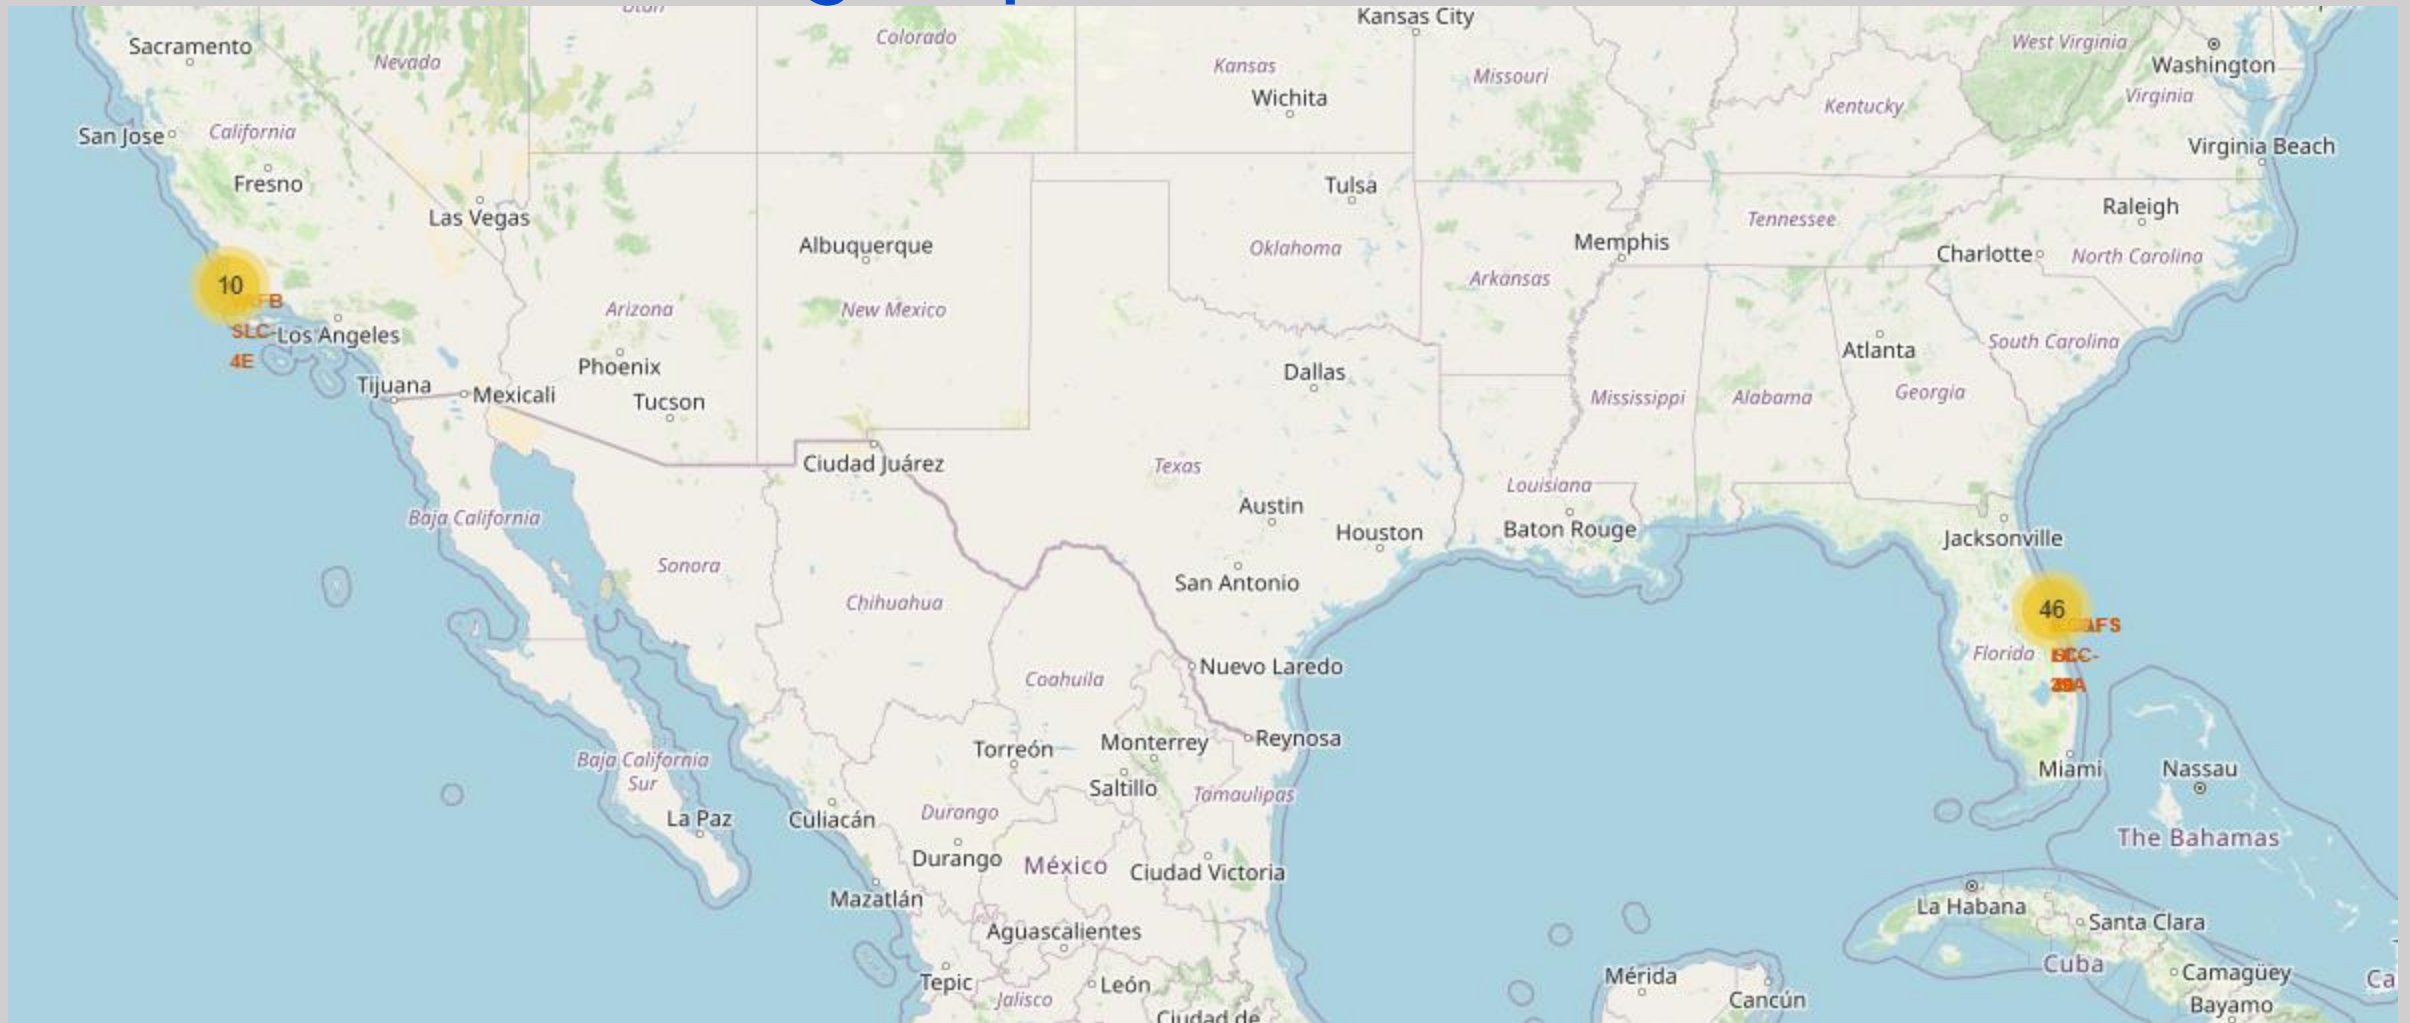 Utah
Kansas City
Sacramento
Colorado
West Virginia
Nevada
Kansas
Missouri
Washington
Wichita
Virginia
Kentucky
San Jose
California
Virginia Beach
Fresno
Tulsa
Las Vegas
Raleigh
Tennessee
Albuquerque
Oklahoma
Memphis
Charlotte
North Carolina
Arkansas
10
Arizona
New Mexico
SLC-
Los Angeles
South Carolina
Atlanta
4E
Phoenix
Dallas
Tijuana
Mexicali
Tucson
Mississippi
Alabama
Georgia
Ciudad Juárez
Texas
Louisiana
Austin
Baja California
Houston
Baton Rouge
Jacksonville
Sonora
San Antonio
Chihuahua
46
Florida
Nuevo Laredo
Coahuila
Reynosa
Torreón
Monterrey
Baja California
Sur
Miami
Nassau
Saltillo
Tamaulipas
Durango
La Paz
Culiacán
The Bahamas
Durango
México
Ciudad Victoria
Mazatlán
La Habana
Santa Clara
Aguascalientes
Cuba
Camagüey
Mérida
Tepic
León
Jalisco
Cancún
Bayamo
Ciudad de